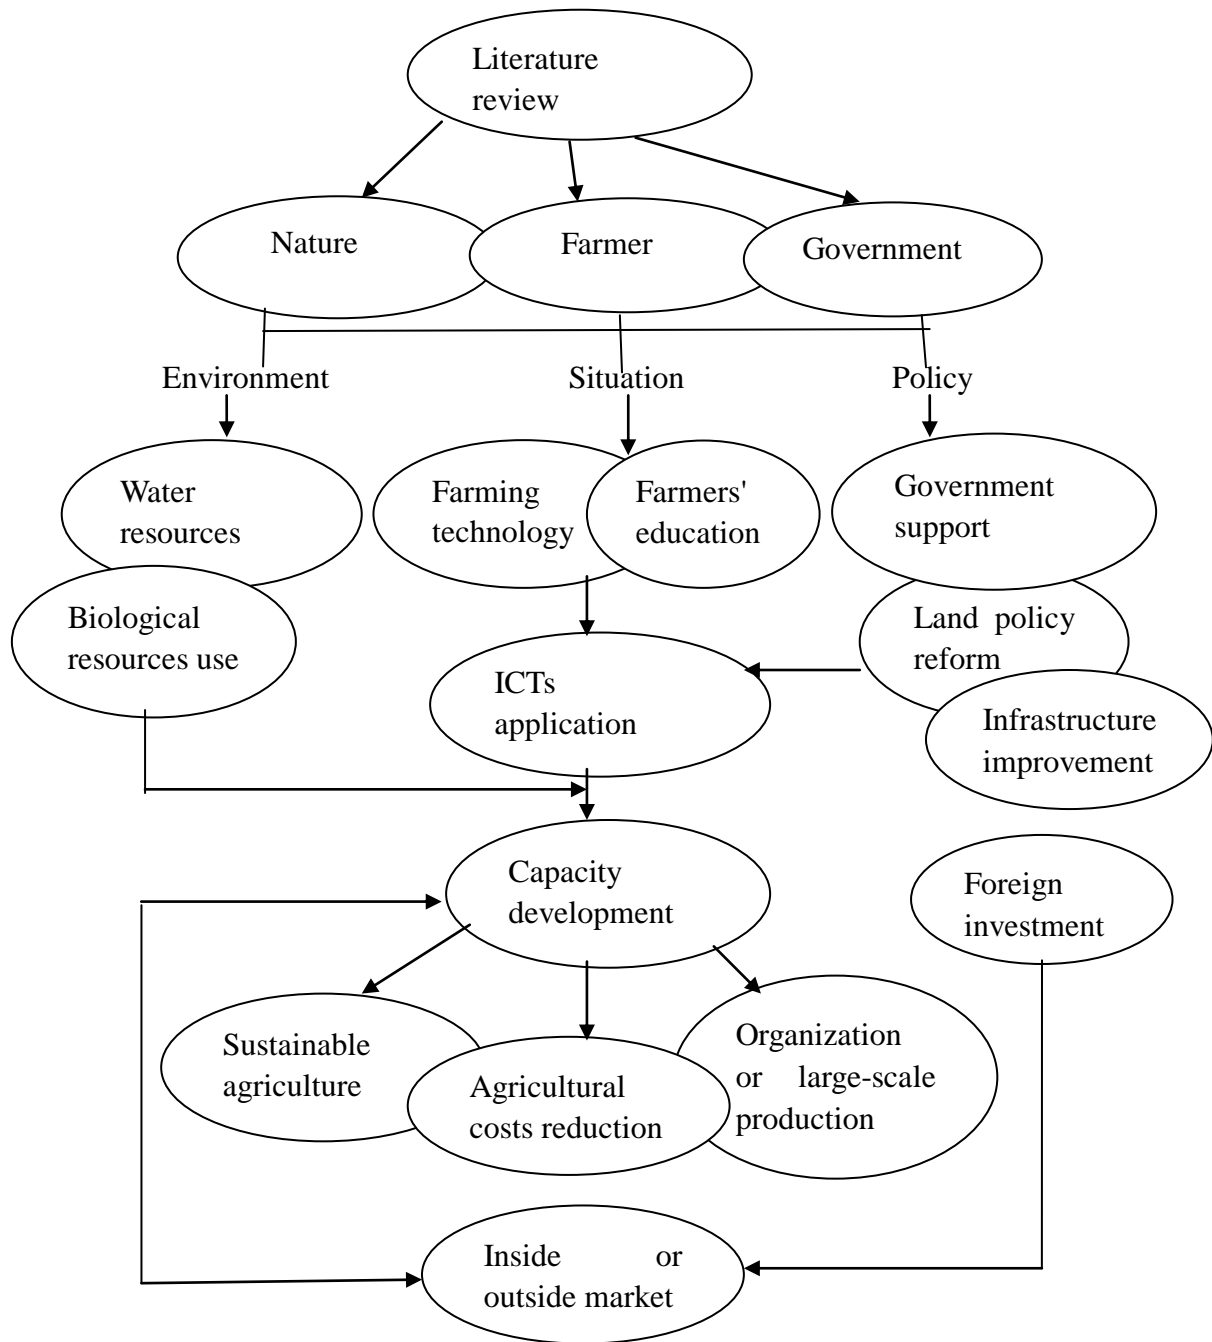 Literature
review
Nature
Farmer
Government
Environment
Situation
Policy
Water
resources
Farming
technology
Farmers'
education
Government
support
Biological
resources use
Land policy
reform
ICTs
application
Infrastructure
improvement
Capacity
development
Foreign
investment
Sustainable
agriculture
Agricultural
costs reduction
Organization
or large-scale
production
Inside or
outside market